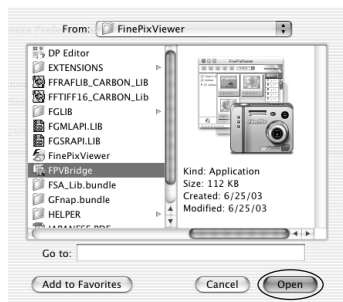 From: FinePixViewer
DP Editor
EXTENSIONS
FFRAFLIB_CARBON_LIB
FFTIFF16_CARBON_Lib
FGLIB
FGMLAPI.LIB
FGSRAPI.LIB
FinePixViewer
FPVBridge
FSA_Lib.bundle
GFnap.bundle
HELPER
JAPANESE.PDF
Kind: Application
Size: 112 KB
Created: 6/25/03
Modified: 6/25/03
Go to:
Add to Favorites
Cancel
Open